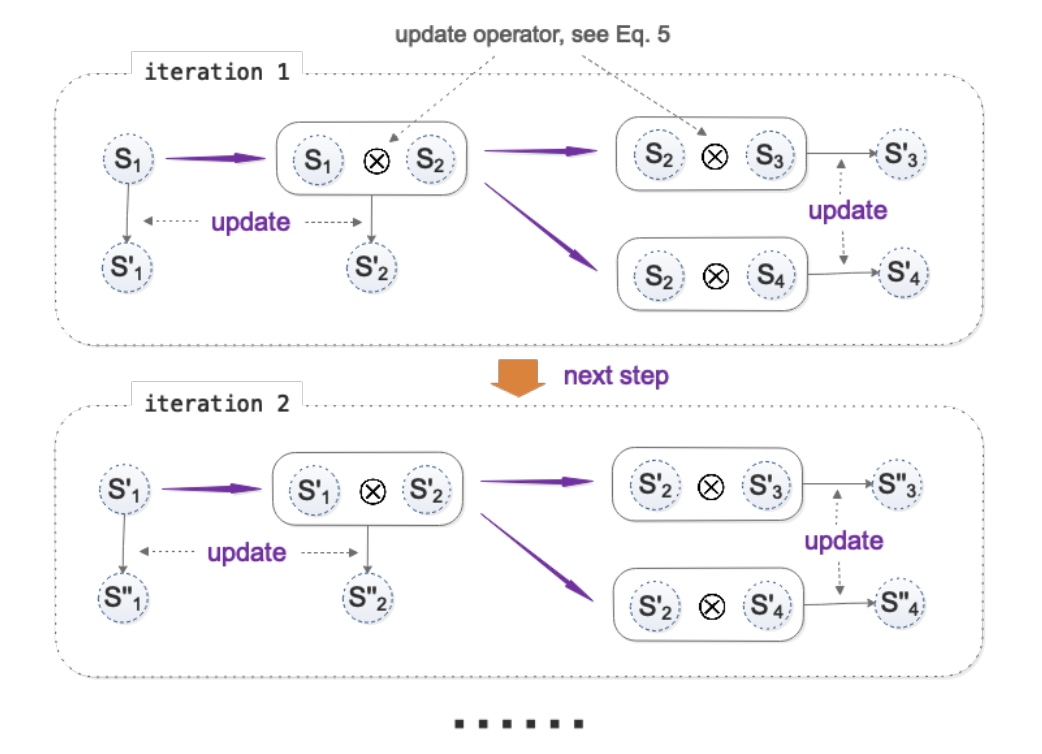 update operator, see Eq. 5
iteration 1
S₁ S₁ ⊗ S₂ S₂ ⊗ S₃ S'₃
update update
S'₁ S'₂ S₂ ⊗ S₄ S'₄
next step
iteration 2
S'₁ S'₁ ⊗ S'₂ S'₂ ⊗ S'₃ S"₃
update update
S"₁ S"₂ S'₂ ⊗ S'₄ S"₄
......